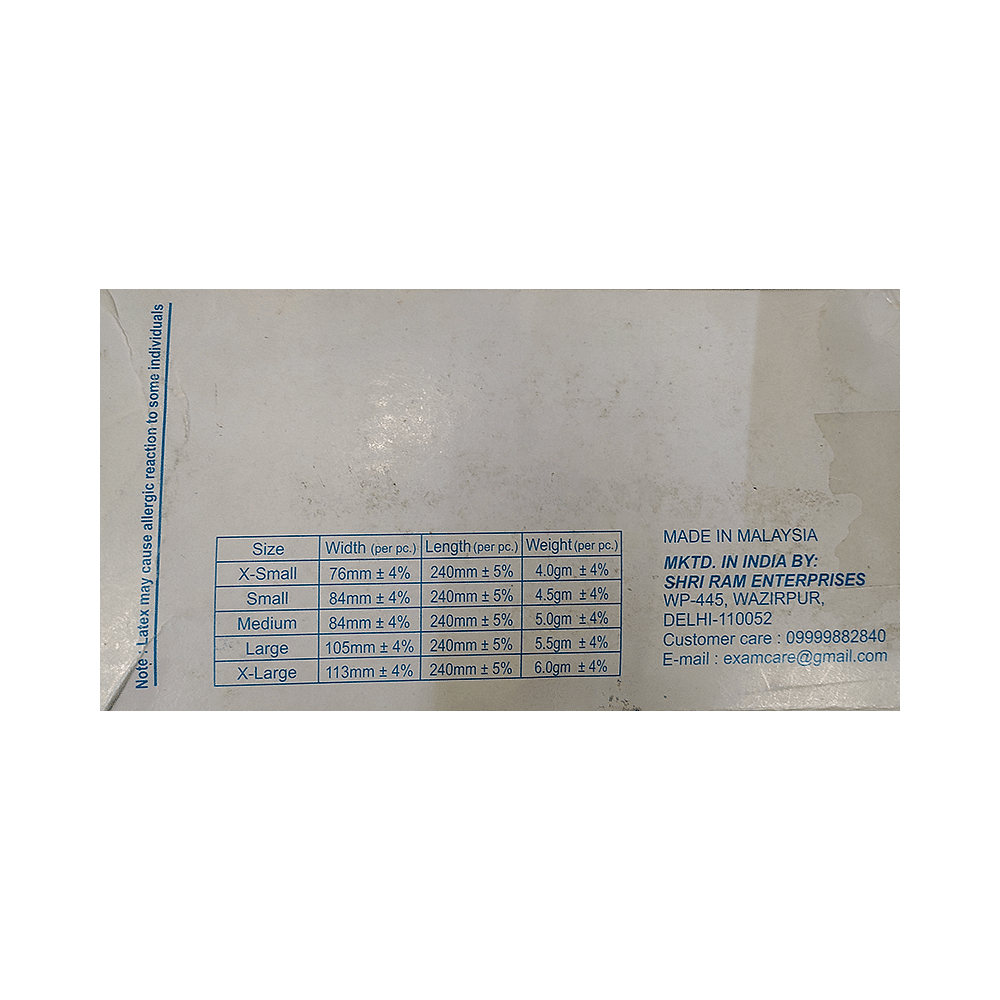 Note : Latex may cause allergic reaction to some individuals
Size Width (per pc.) Length (per pc.) Weight (per pc.)
X-Small 76mm ± 4% 240mm ± 5% 4.0gm ± 4%
Small 84mm ± 4% 240mm ± 5% 4.5gm ± 4%
Medium 84mm ± 4% 240mm ± 5% 5.0gm ± 4%
Large 105mm ± 4% 240mm ± 5% 5.5gm ± 4%
X-Large 113mm ± 4% 240mm ± 5% 6.0gm ± 4%
MADE IN MALAYSIA
MKTD. IN INDIA BY:
SHRI RAM ENTERPRISES
WP-445, WAZIRPUR,
DELHI-110052
Customer care : 09999882840
E-mail : examcare@gmail.com